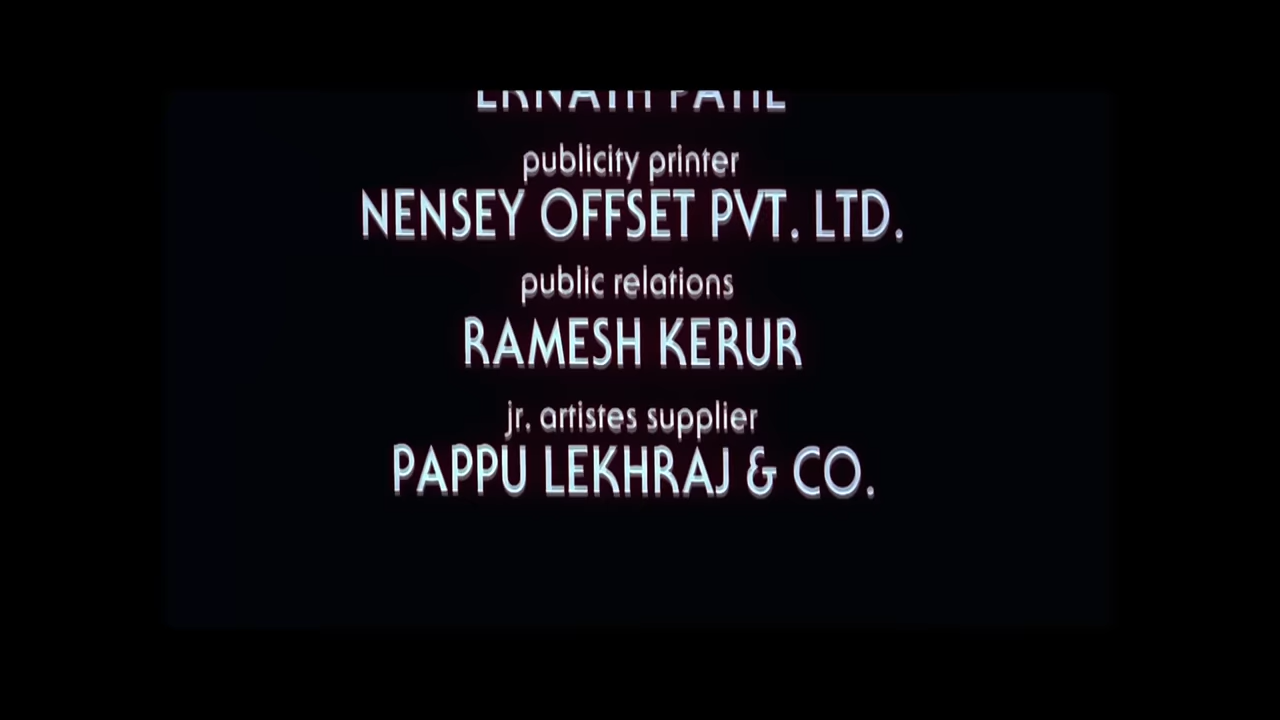 publicity printer
NENSEY OFFSET PVT. LTD.
public relations
RAMESH KERUR
jr. artistes supplier
PAPPU LEKHRAJ & CO.